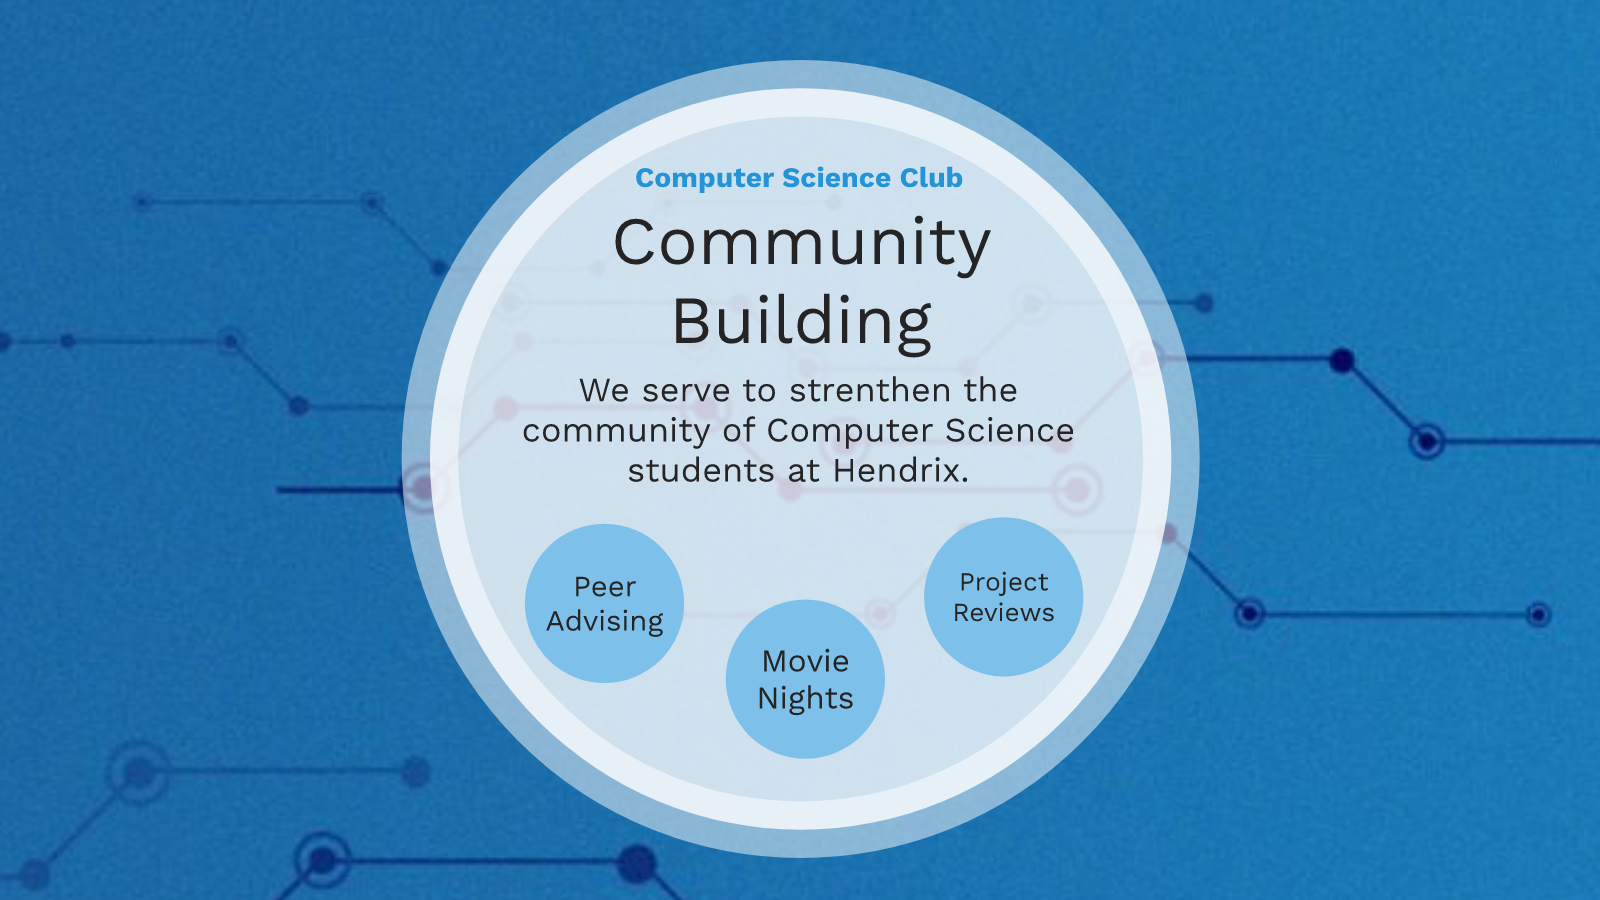 Computer Science Club
Community
Building
We serve to strenthen the
community of Computer Science
students at Hendrix.
Peer
Advising
Movie
Nights
Project
Reviews